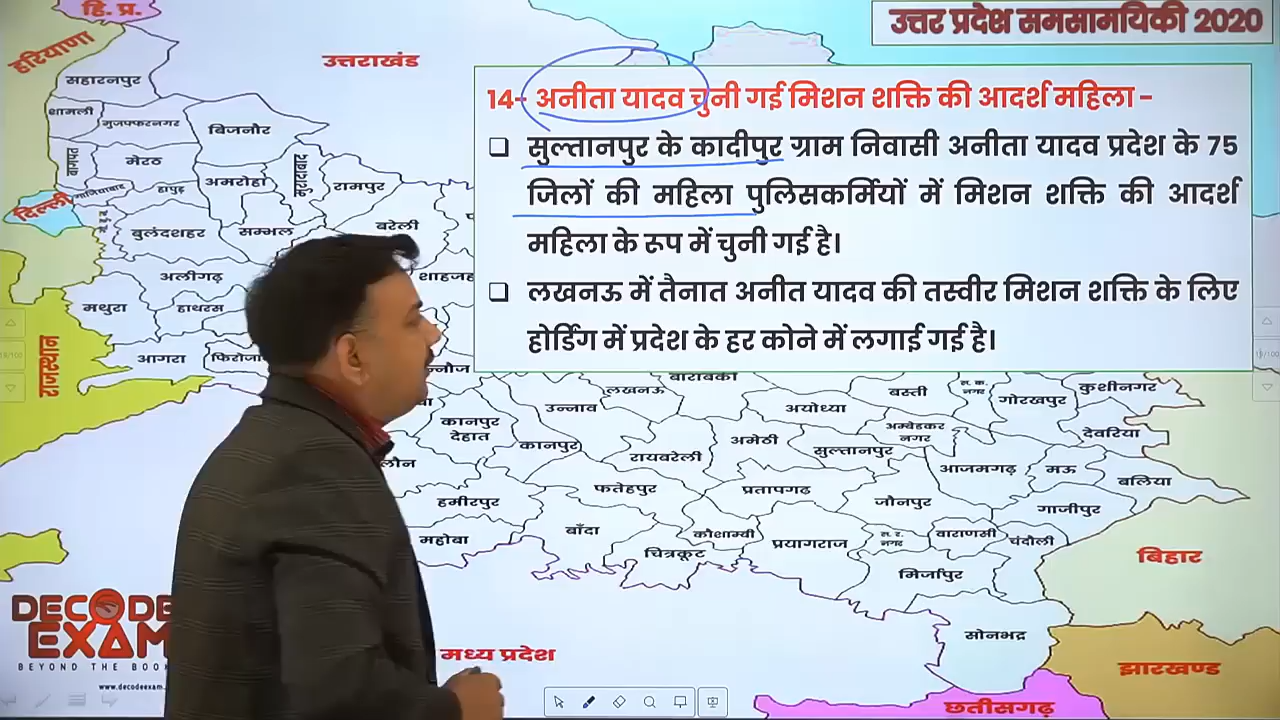 हि. प्र.
उत्तर प्रदेश समसामयिकी 2020
हरियाणा
उत्तराखंड
सहारनपुर
14- अनीता यादव चुनी गई मिशन शक्ति की आदर्श महिला -
शामली
मुजफ्फरनगर
बिजनौर
सुल्तानपुर के कादीपुर ग्राम निवासी अनीता यादव प्रदेश के 75
बागपत
मेरठ
हापुड़
अमरोहा
मुरादाबाद
रामपुर
जिलों की महिला पुलिसकर्मियों में मिशन शक्ति की आदर्श
दिल्ली
गाजियाबाद
बुलंदशहर
सम्भल
बरेली
महिला के रूप में चुनी गई है।
अलीगढ़
शाहजह
लखनऊ में तैनात अनीत यादव की तस्वीर मिशन शक्ति के लिए
मथुरा
हाथरस
होर्डिंग में प्रदेश के हर कोने में लगाई गई है।
राजस्थान
आगरा
फिरोजा
न्नौज
बाराबंकी
लखनऊ
बस्ती
कुशीनगर
गोरखपुर
उन्नाव
अयोध्या
कानपुर
देहात
कानपुर
अमेठी
अम्बेडकर
नगर
देवरिया
रायबरेली
सुल्तानपुर
लौन
आजमगढ़
मऊ
बलिया
हमीरपुर
फतेहपुर
प्रतापगढ़
जौनपुर
गाजीपुर
महोबा
बाँदा
कौशाम्बी
प्रयागराज
वाराणसी
चंदौली
चित्रकूट
बिहार
मिर्जापुर
सोनभद्र
DECODE
EXAM
BEYOND THE BOO
www.decodeexam.
मध्य प्रदेश
झारखण्ड
छतीसगढ़